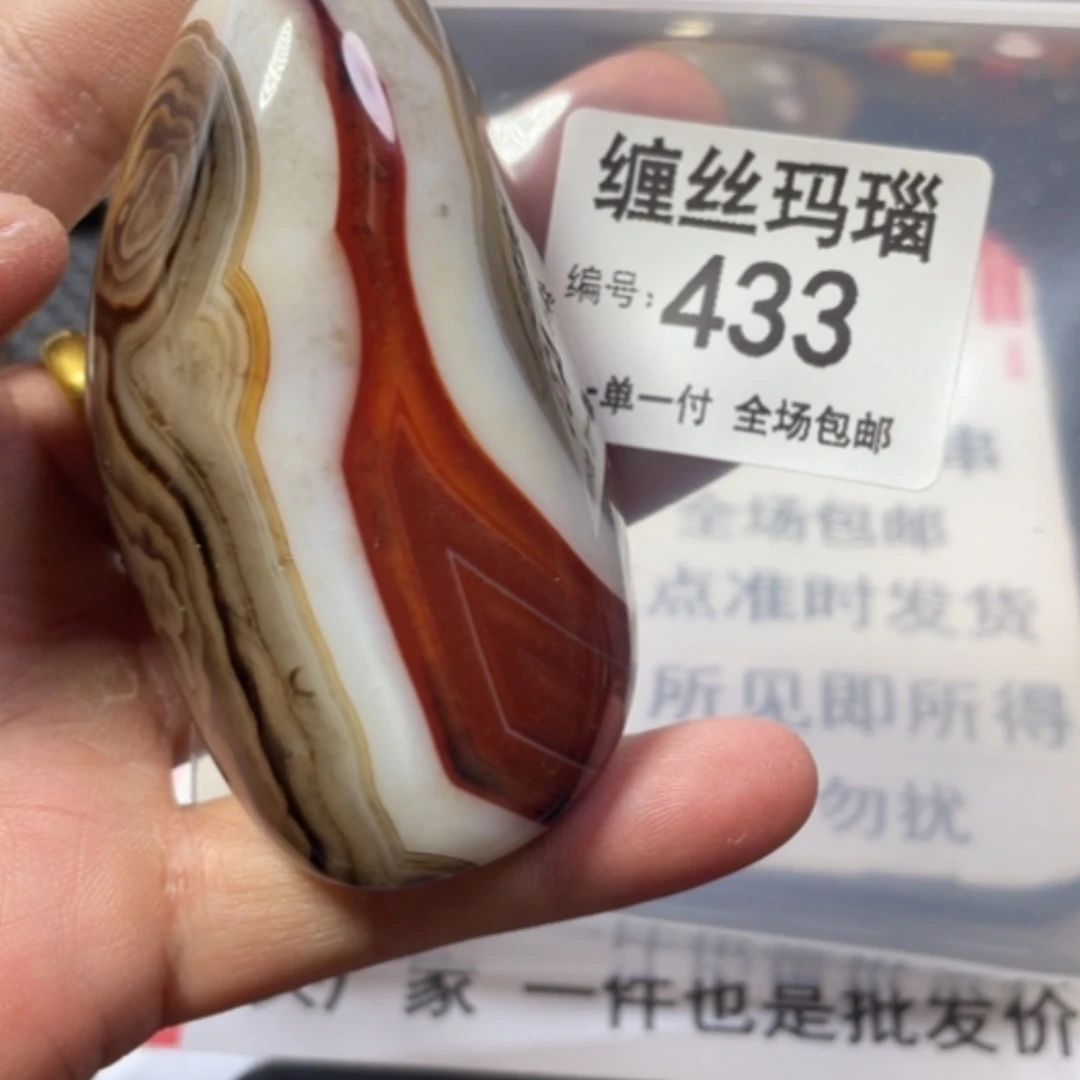 缠丝玛瑙
编号:433
单一付 全场包邮
串
全场包邮
点准时发货
所见即所得
勿扰
厂家 一件也是批发价